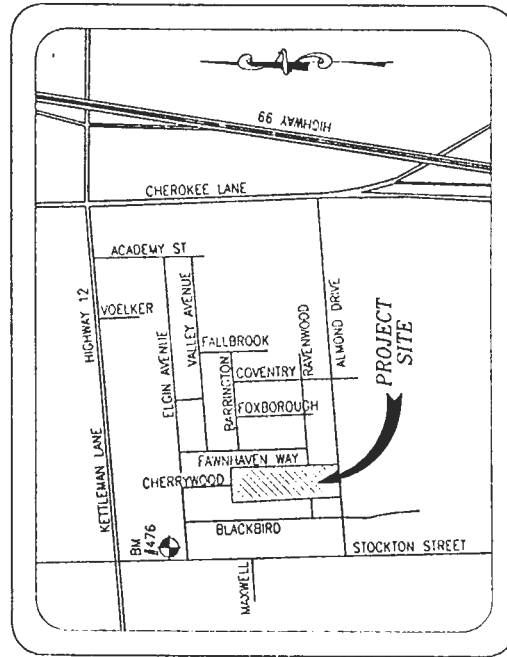 HIGHWAY 99
CHEROKEE LANE
ACADEMY ST
VOELKER
HIGHWAY 12
KETTLEMAN LANE
ELGIN AVENUE
VALLEY AVENUE
FALLBROOK
BARRINGTON
COVENTRY
RAVENWOOD
ALMOND DRIVE
FOXBOROUGH
FAWNHAVEN WAY
CHERRYWOOD
PROJECT
SITE
BLACKBIRD
BM
#476
STOCKTON STREET
MAXWELL